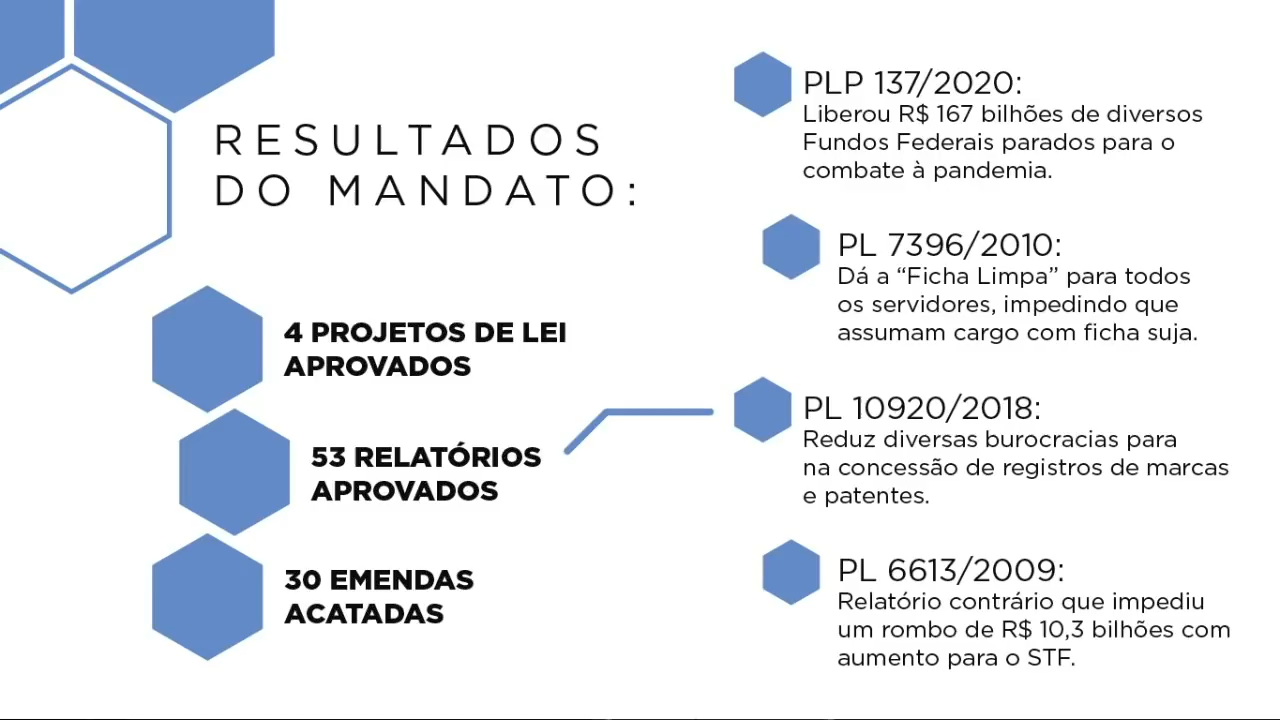 RESULTADOS
DO MANDATO:
4 PROJETOS DE LEI
APROVADOS
53 RELATÓRIOS
APROVADOS
30 EMENDAS
ACATADAS
PLP 137/2020:
Liberou R$ 167 bilhões de diversos
Fundos Federais parados para o
combate à pandemia.
PL 7396/2010:
Dá a “Ficha Limpa” para todos
os servidores, impedindo que
assumam cargo com ficha suja.
PL 10920/2018:
Reduz diversas burocracias para
na concessão de registros de marcas
e patentes.
PL 6613/2009:
Relatório contrário que impediu
um rombo de R$ 10,3 bilhões com
aumento para o STF.